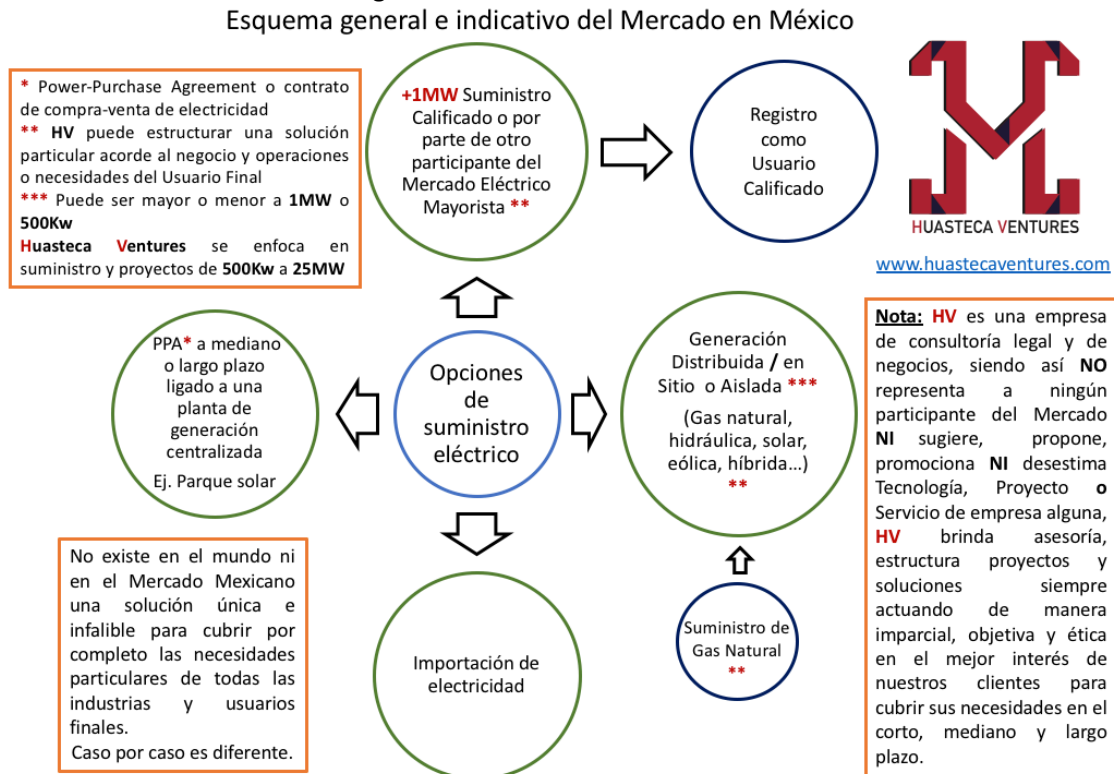 Esquema general e indicativo del Mercado en México
* Power-Purchase Agreement o contrato
de compra-venta de electricidad
** HV puede estructurar una solución
particular acorde al negocio y operaciones
o necesidades del Usuario Final
*** Puede ser mayor o menor a 1MW o
500Kw
Huasteca Ventures se enfoca en
suministro y proyectos de 500Kw a 25MW
+1MW Suministro
Calificado o por
parte de otro
participante del
Mercado Eléctrico
Mayorista **
Registro
como
Usuario
Calificado
HUASTECA VENTURES
www.huastecaventures.com
PPA* a mediano
o largo plazo
ligado a una
planta de
generación
centralizada
Ej. Parque solar
Opciones
de
suministro
eléctrico
Generación
Distribuida / en
Sitio o Aislada ***
(Gas natural,
hidráulica, solar,
eólica, híbrida...)
**
Nota: HV es una empresa
de consultoría legal y de
negocios, siendo así NO
representa a ningún
participante del Mercado
NI sugiere, propone,
promociona NI desestima
Tecnología, Proyecto o
Servicio de empresa alguna,
HV brinda asesoría,
estructura proyectos y
soluciones siempre
actuando de manera
imparcial, objetiva y ética
en el mejor interés de
nuestros clientes para
cubrir sus necesidades en el
corto, mediano y largo
plazo.
No existe en el mundo ni
en el Mercado Mexicano
una solución única e
infalible para cubrir por
completo las necesidades
particulares de todas las
industrias y usuarios
finales.
Caso por caso es diferente.
Importación de
electricidad
Suministro de
Gas Natural
**